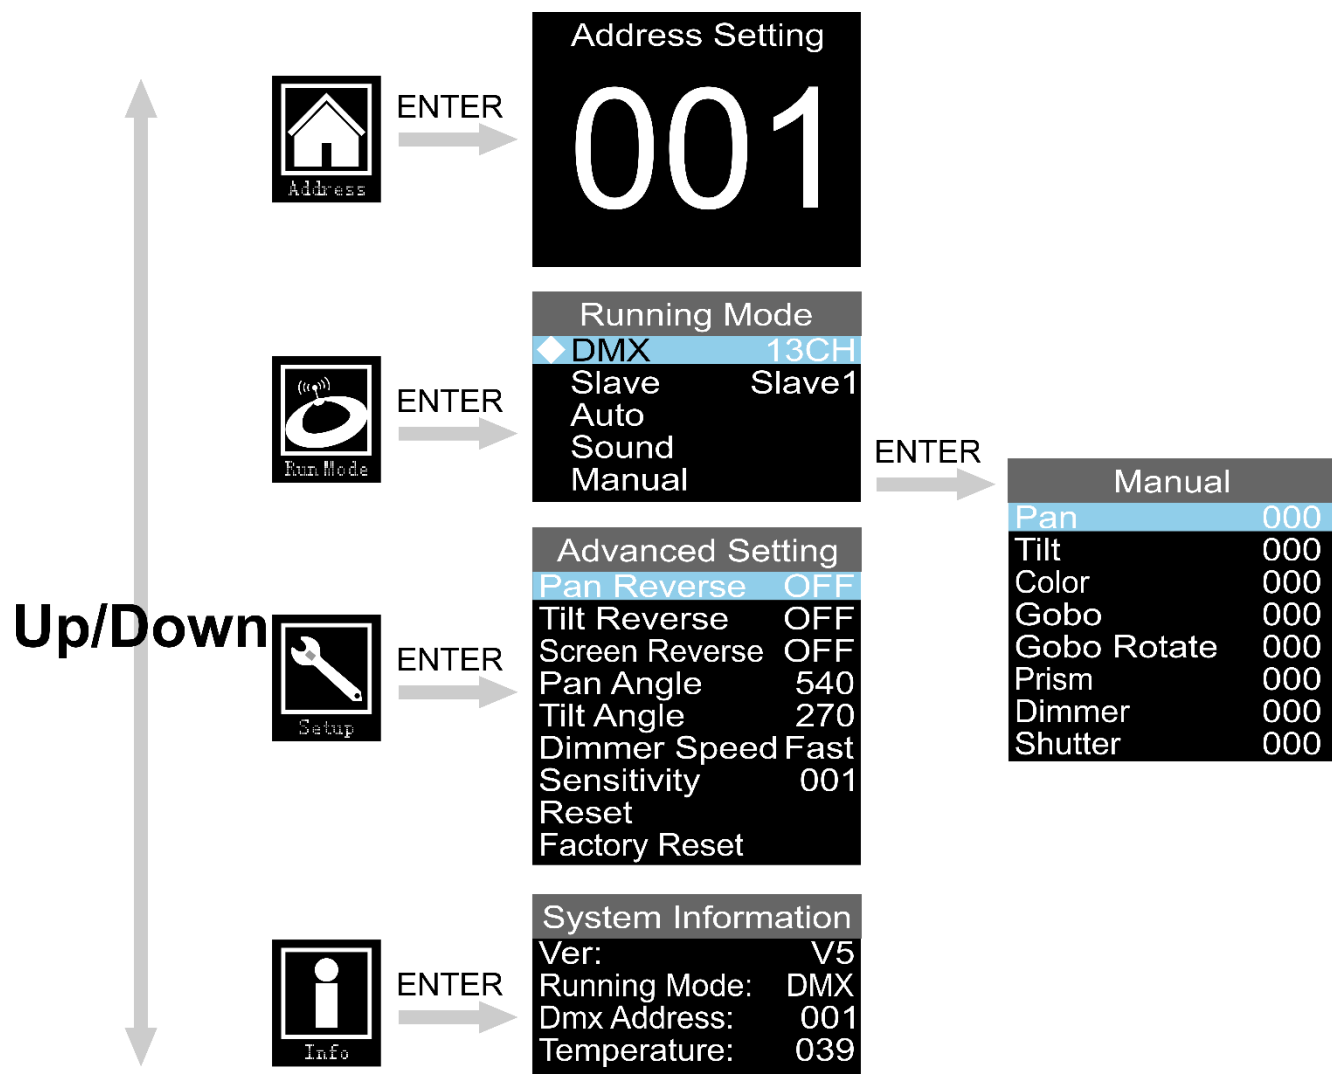 Up/Down
Address
ENTER
Address Setting
001
Run Mode
ENTER
Running Mode
DMX 13CH
Slave Slave1
Auto
Sound
Manual
ENTER
Manual
Pan 000
Tilt 000
Color 000
Gobo 000
Gobo Rotate 000
Prism 000
Dimmer 000
Shutter 000
Setup
ENTER
Advanced Setting
Pan Reverse OFF
Tilt Reverse OFF
Screen Reverse OFF
Pan Angle 540
Tilt Angle 270
Dimmer Speed Fast
Sensitivity 001
Reset
Factory Reset
Info
ENTER
System Information
Ver: V5
Running Mode: DMX
Dmx Address: 001
Temperature: 039